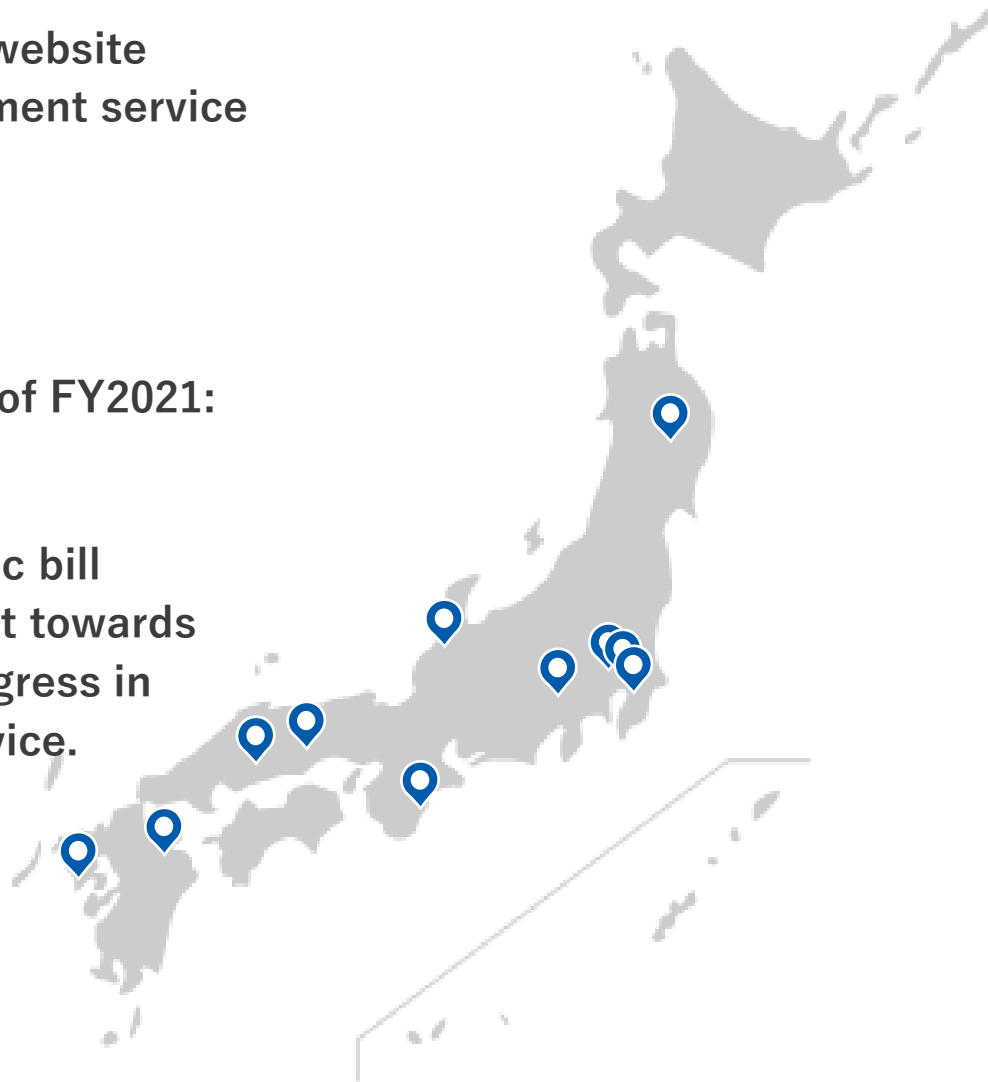 website
ment service
of FY2021:
c bill
t towards
gress in
vice.